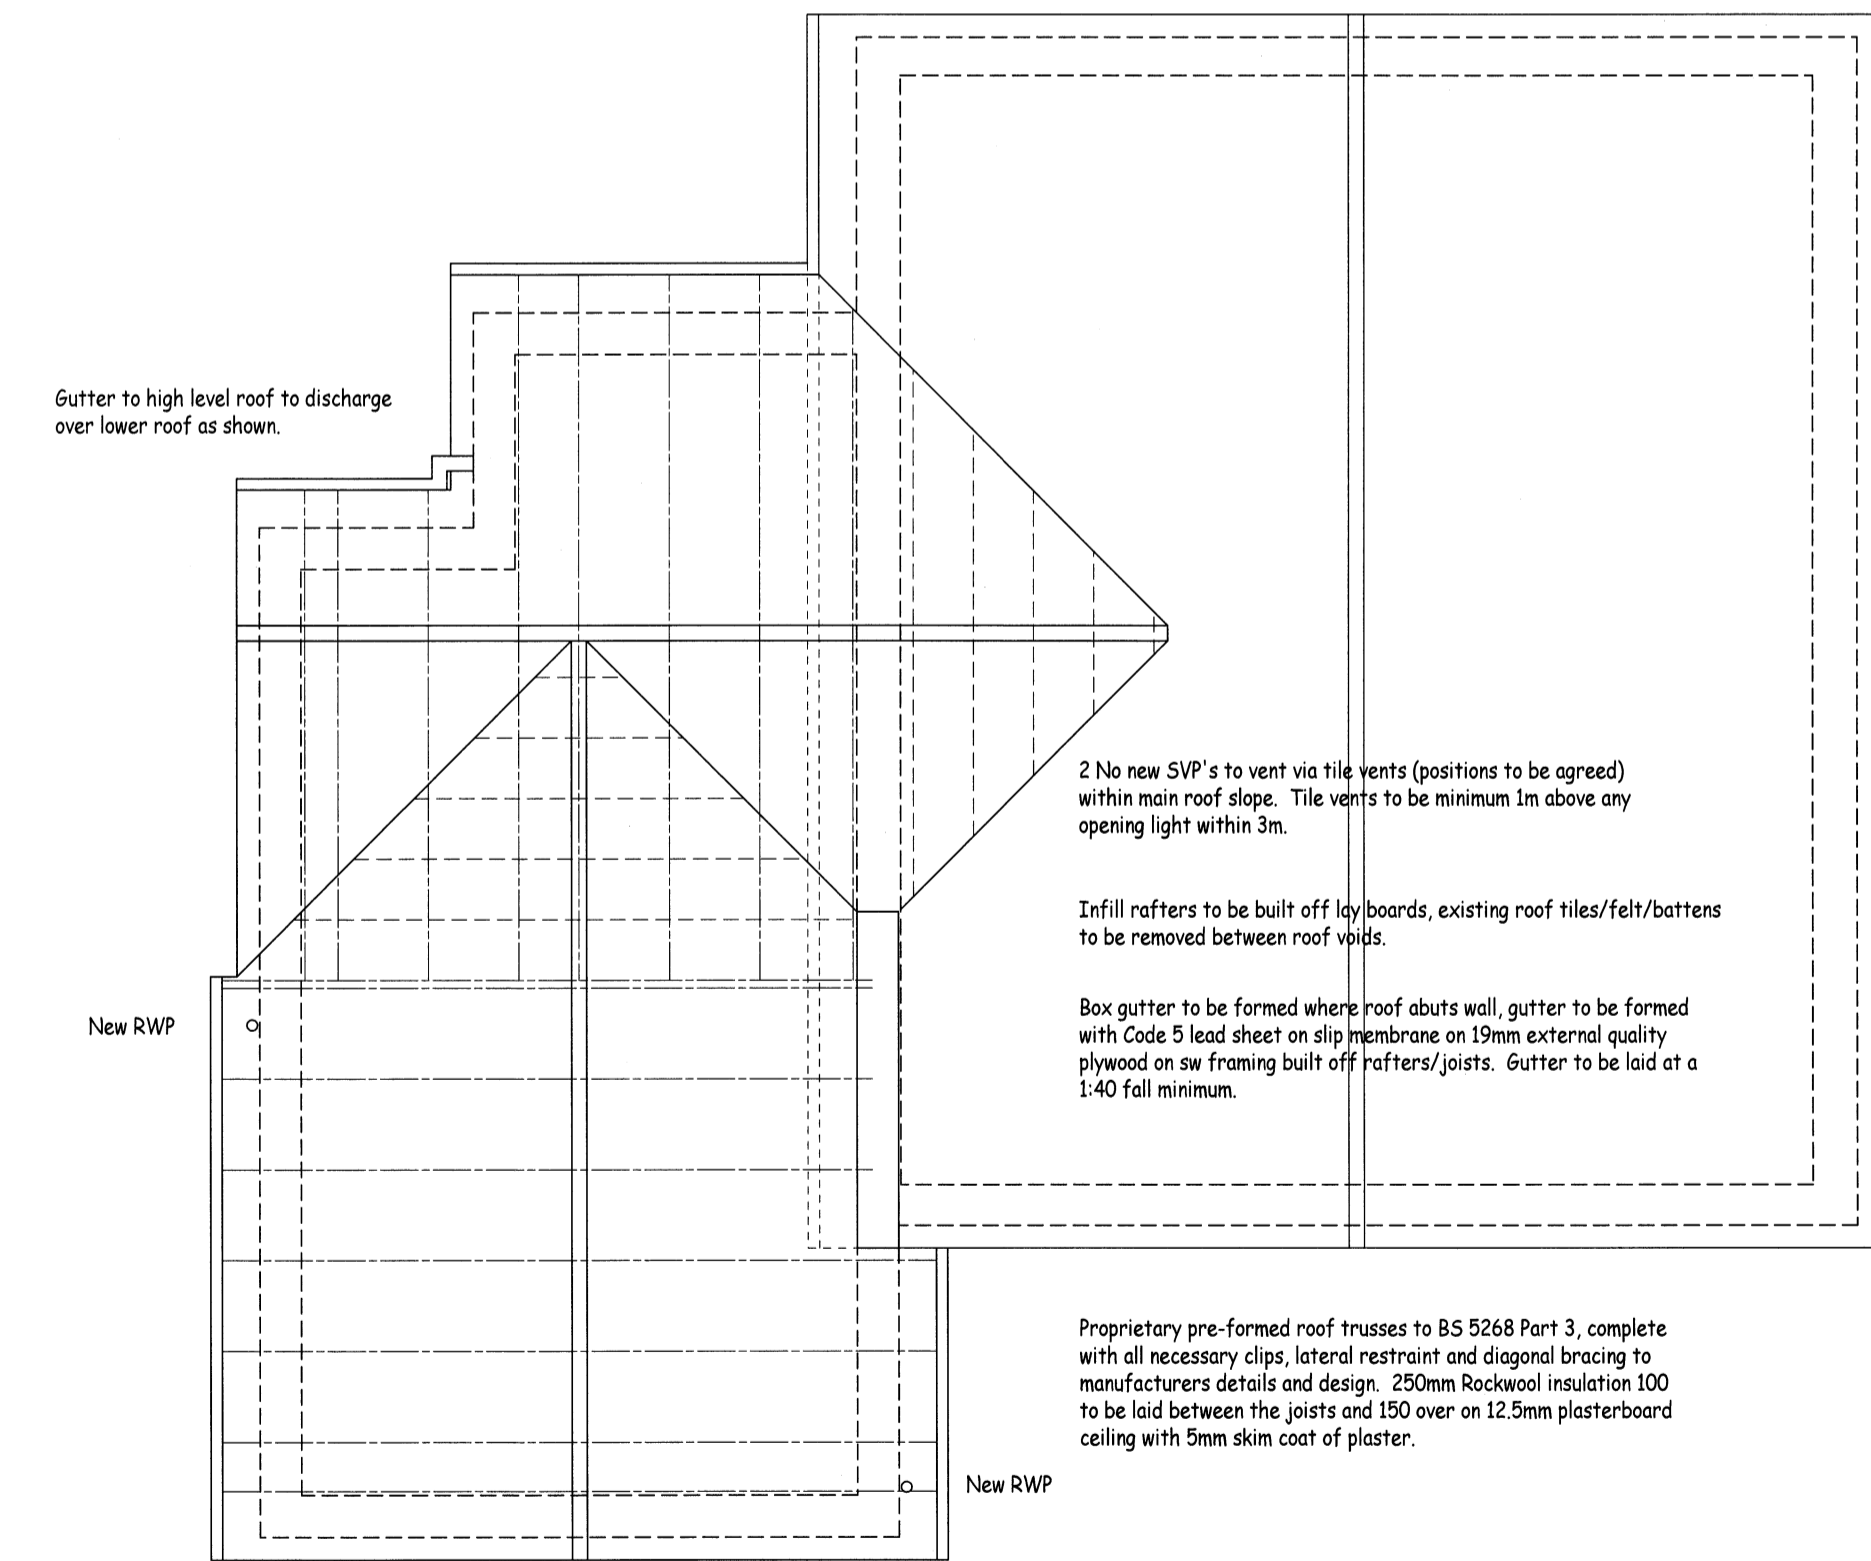 Gutter to high level roof to discharge
over lower roof as shown.
2 No new SVP's to vent via tile vents (positions to be agreed)
within main roof slope. Tile vents to be minimum 1m above any
opening light within 3m.
Infill rafters to be built off lay boards, existing roof tiles/felt/battens
to be removed between roof voids.
New RWP
Box gutter to be formed where roof abuts wall, gutter to be formed
with Code 5 lead sheet on slip membrane on 19mm external quality
plywood on sw framing built off rafters/joists. Gutter to be laid at a
1:40 fall minimum.
Proprietary pre-formed roof trusses to BS 5268 Part 3, complete
with all necessary clips, lateral restraint and diagonal bracing to
manufacturers details and design. 250mm Rockwool insulation 100
to be laid between the joists and 150 over on 12.5mm plasterboard
ceiling with 5mm skim coat of plaster.
New RWP